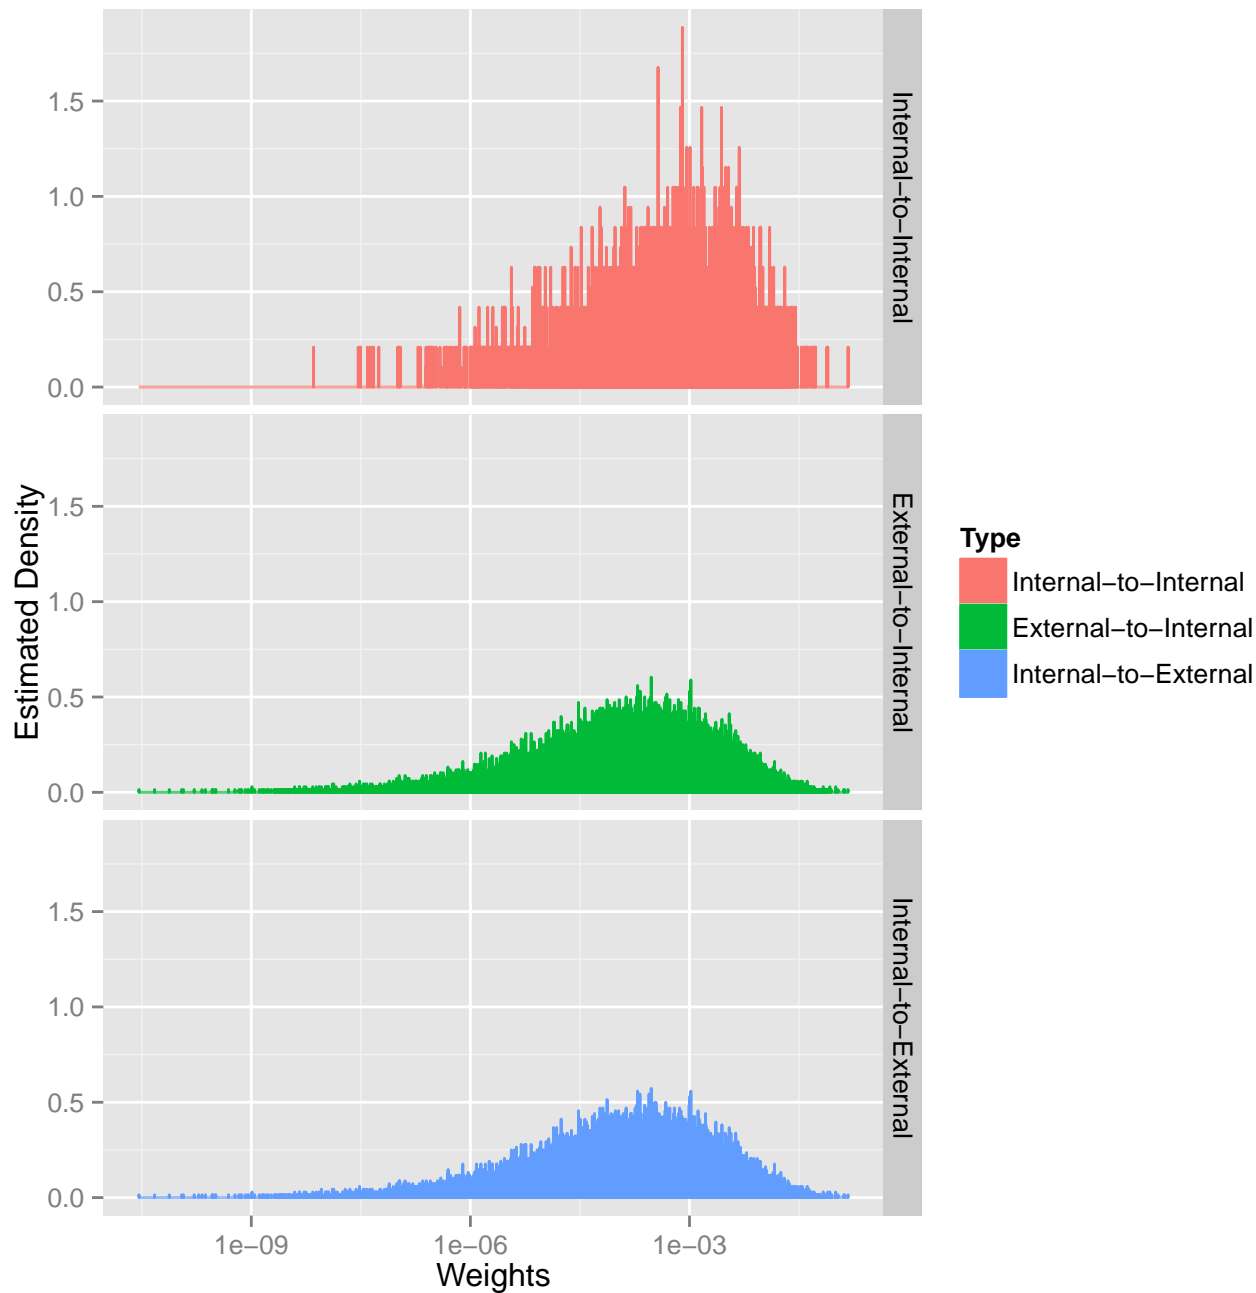 1.5
1.0
0.5
0.0
Internal−to−Internal
1.5
1.0
0.5
0.0
External−to−Internal
1.5
1.0
0.5
0.0
Internal−to−External
Estimated Density
1e−09
1e−06
1e−03
Weights
Type
Internal−to−Internal
External−to−Internal
Internal−to−External